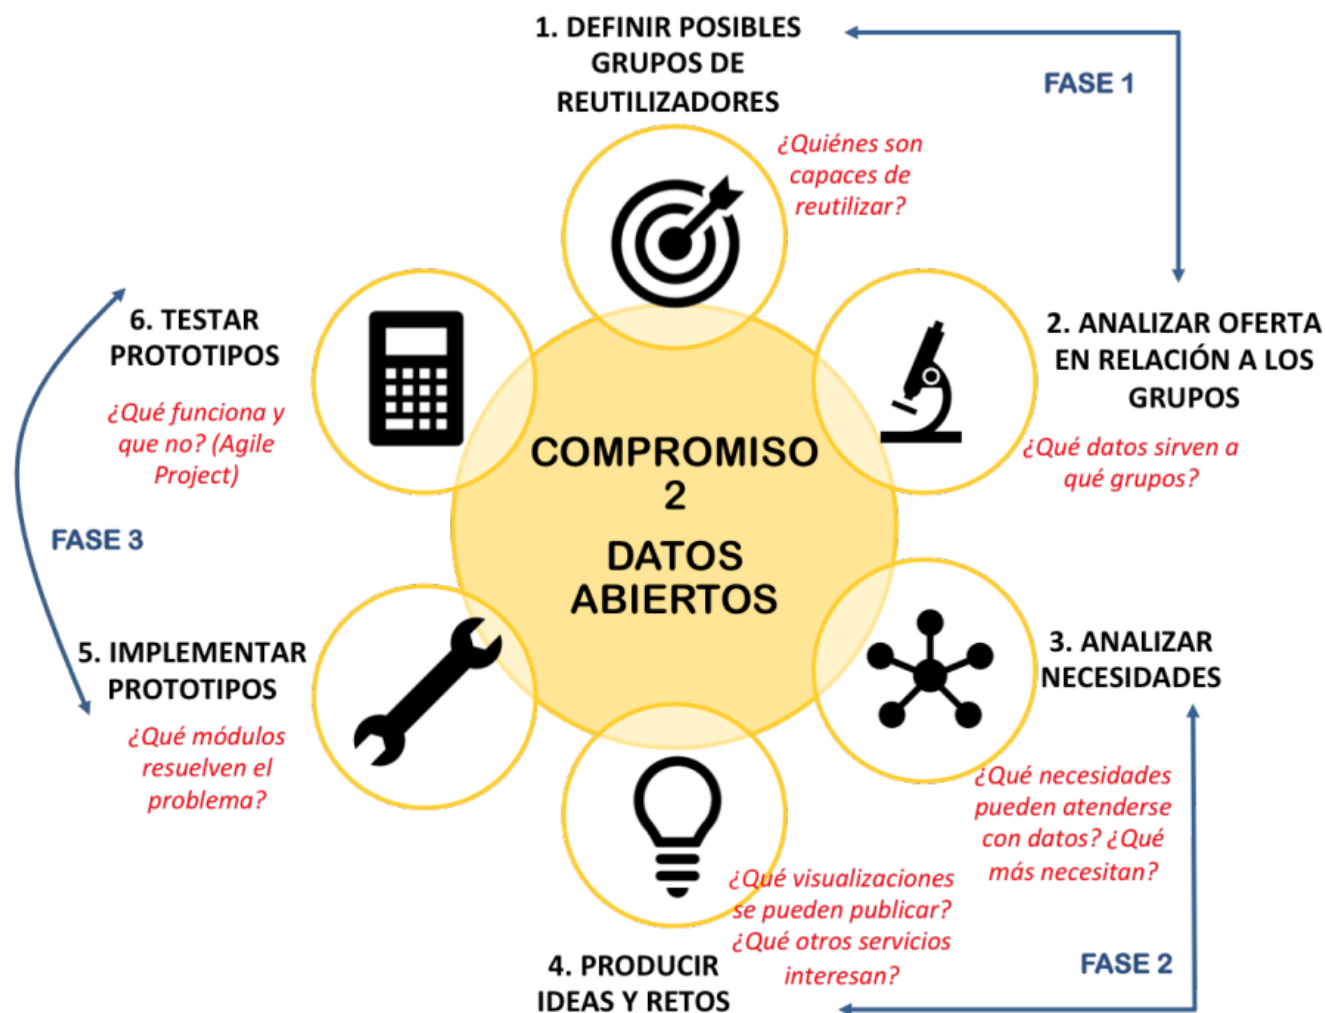 1. DEFINIR POSIBLES
GRUPOS DE
REUTILIZADORES
FASE 1
¿Quiénes son
capaces de
reutilizar?
2. ANALIZAR OFERTA
EN RELACIÓN A LOS
GRUPOS
¿Qué datos sirven a
qué grupos?
6. TESTAR
PROTOTIPOS
¿Qué funciona y
que no? (Agile
Project)
COMPROMISO
2
DATOS
ABIERTOS
FASE 3
3. ANALIZAR
NECESIDADES
¿Qué necesidades
pueden atenderse
con datos? ¿Qué
más necesitan?
5. IMPLEMENTAR
PROTOTIPOS
¿Qué módulos
resuelven el
problema?
¿Qué visualizaciones
se pueden publicar?
¿Qué otros servicios
interesan?
4. PRODUCIR
IDEAS Y RETOS
FASE 2